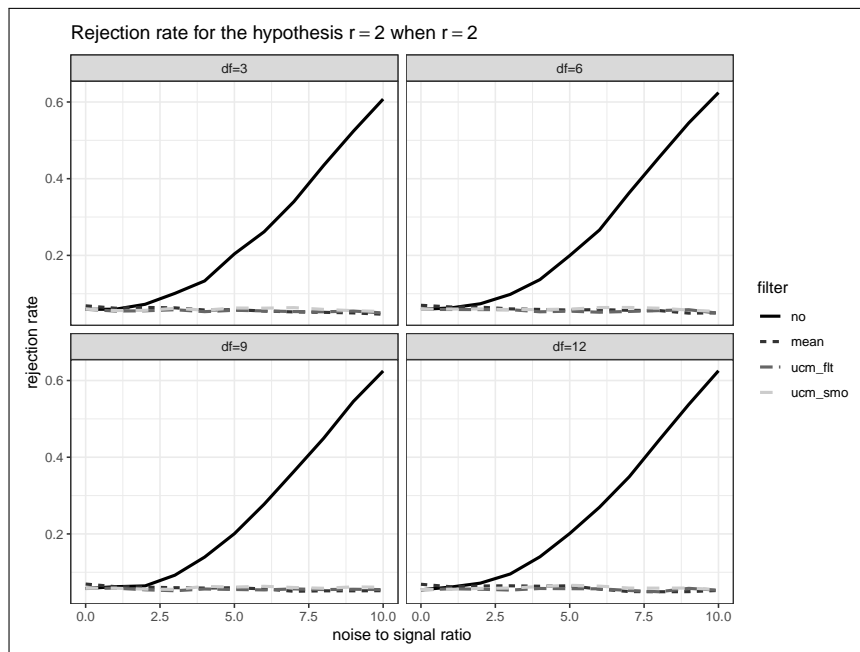 Rejection rate for the hypothesis r = 2 when r = 2
df=3
df=6
0.6
0.4
0.2
df=9
df=12
0.6
0.4
0.2
0.0
2.5
5.0
7.5
10.0
0.0
2.5
5.0
7.5
10.0
noise to signal ratio
rejection rate
filter
no
mean
ucm_flt
ucm_smo